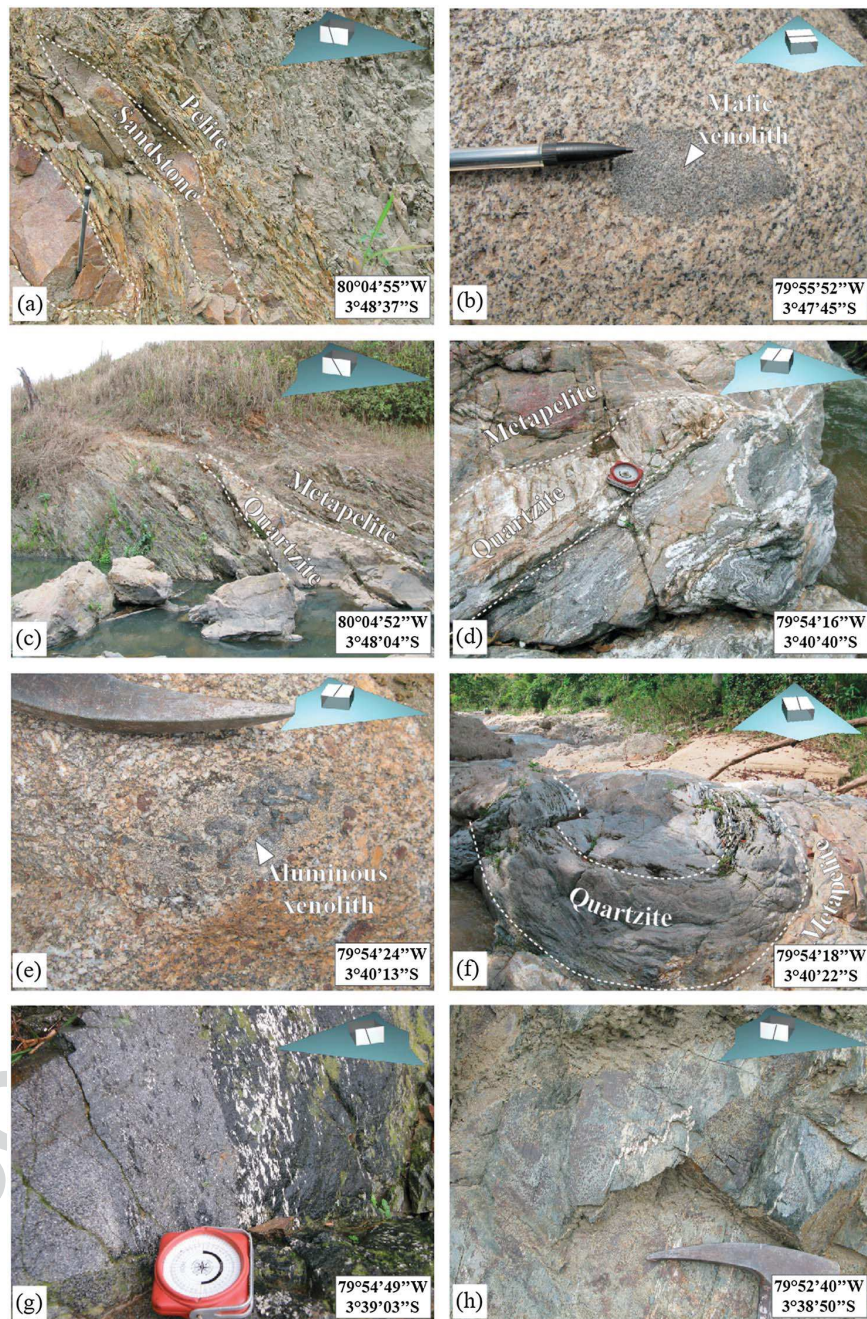 Pelite
Sandstone
80°04’55”W
3°48’37”S
(a)
Mafic
xenolith
79°55’52”W
3°47’45”S
(b)
Metapelite
Quartzite
80°04’52”W
3°48’04”S
(c)
Metapelite
Quartzite
79°54’16”W
3°40’40”S
(d)
Aluminous
xenolith
79°54’24”W
3°40’13”S
(e)
Quartzite
Metapelite
79°54’18”W
3°40’22”S
(f)
79°54’49”W
3°39’03”S
(g)
79°52’40”W
3°38’50”S
(h)